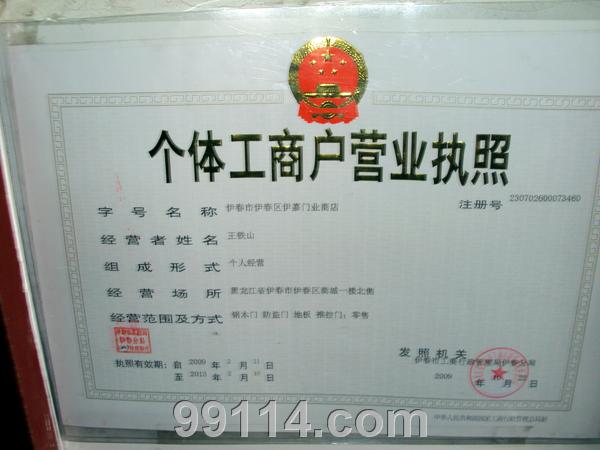 个体工商户营业执照
注册号 230702600073460
字号名称 伊春市伊春区伊嘉门业商店
经营者姓名 王铁山
组成形式 个人经营
经营场所 黑龙江省伊春市伊春区商城一楼北侧
经营范围及方式 钢木门 防盗门 地板 推拉门：零售
发照机关
伊春市工商行政管理局伊春分局
执照有效期：自 2009 年 2 月 11 日
至 2013 年 2 月 10 日
2009 年 月 日
中华人民共和国国家工商行政管理总局制
99114.com